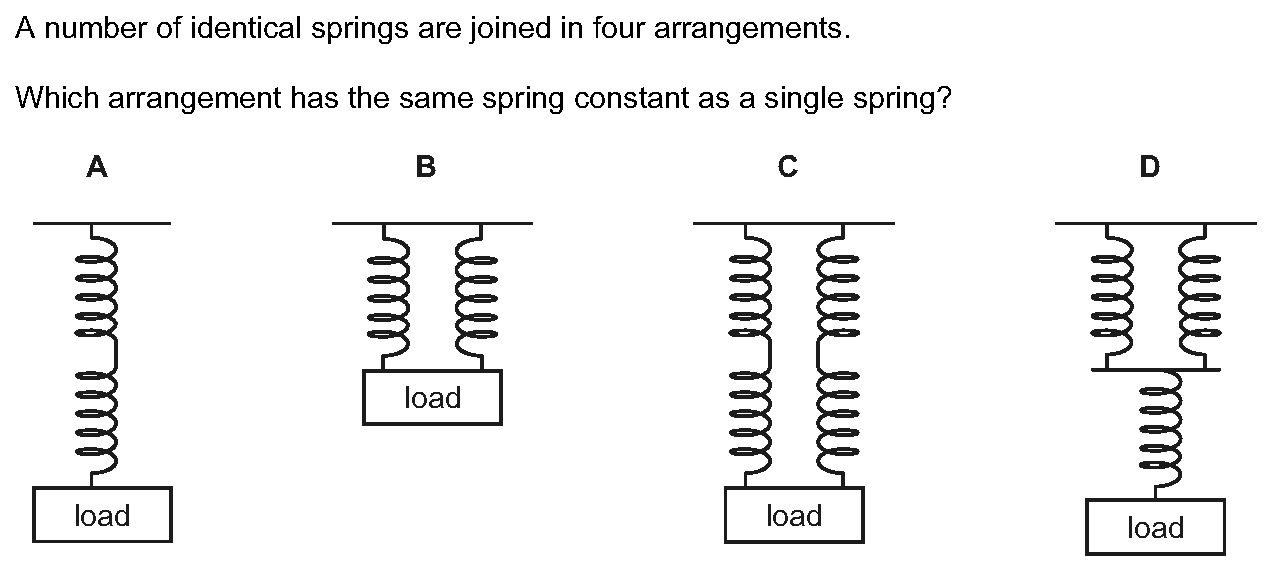 A number of identical springs are joined in four arrangements.
Which arrangement has the same spring constant as a single spring?
A B C D
load
load
load
load